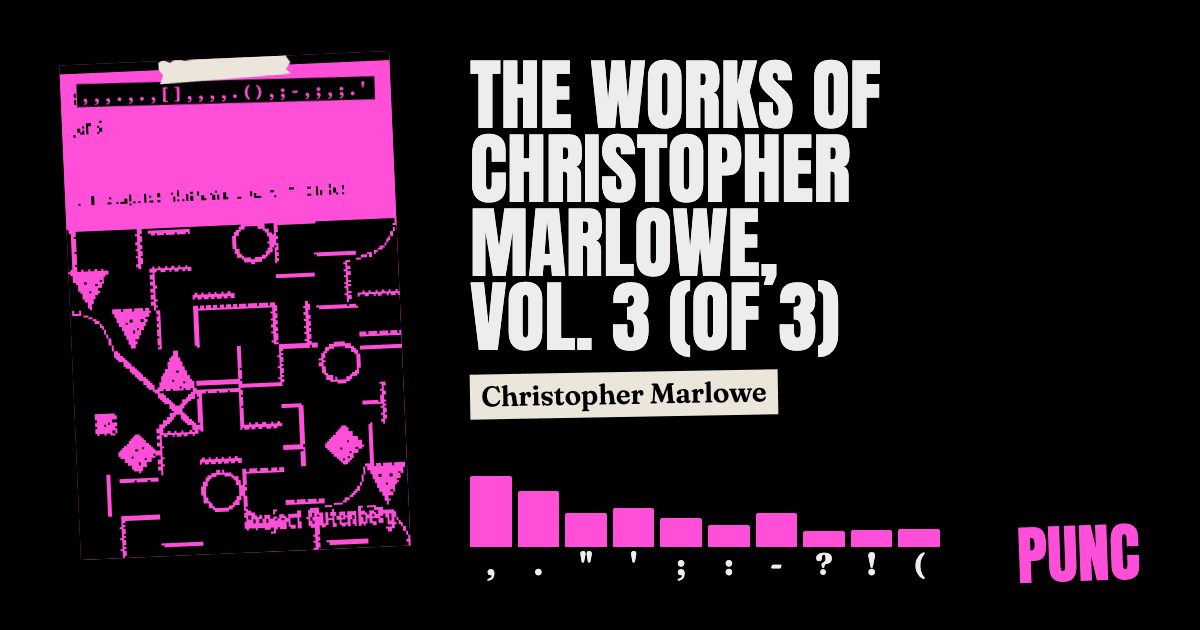 :,,,.,.,[],,,,.(),;-,;,;.'
THE WORKS OF
CHRISTOPHER
MARLOWE,
VOL. 3 (OF 3)
Christopher Marlowe
Project Gutenberg
, . " ' ; : - ? ! (
PUNC